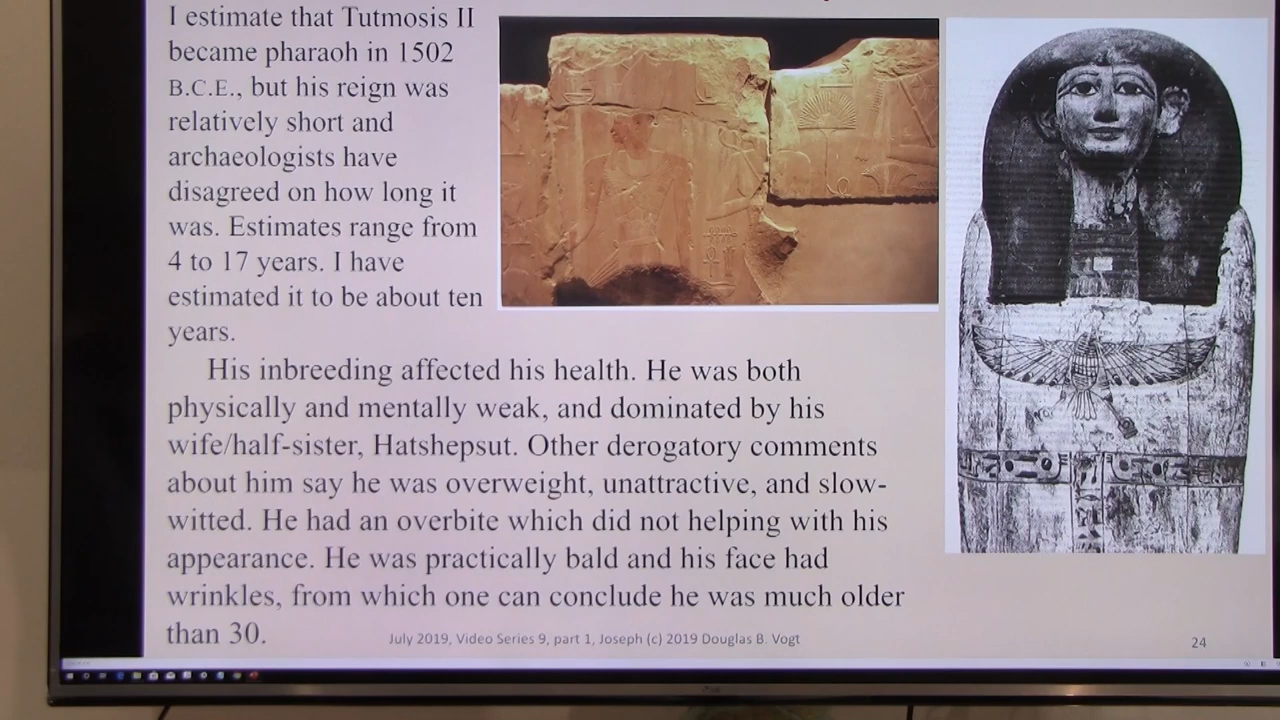 I estimate that Tutmosis II
became pharaoh in 1502
B.C.E., but his reign was
relatively short and
archaeologists have
disagreed on how long it
was. Estimates range from
4 to 17 years. I have
estimated it to be about ten
years.
His inbreeding affected his health. He was both
physically and mentally weak, and dominated by his
wife/half-sister, Hatshepsut. Other derogatory comments
about him say he was overweight, unattractive, and slow-
witted. He had an overbite which did not helping with his
appearance. He was practically bald and his face had
wrinkles, from which one can conclude he was much older
than 30.
July 2019, Video Series 9, part 1, Joseph (c) 2019 Douglas B. Vogt
24